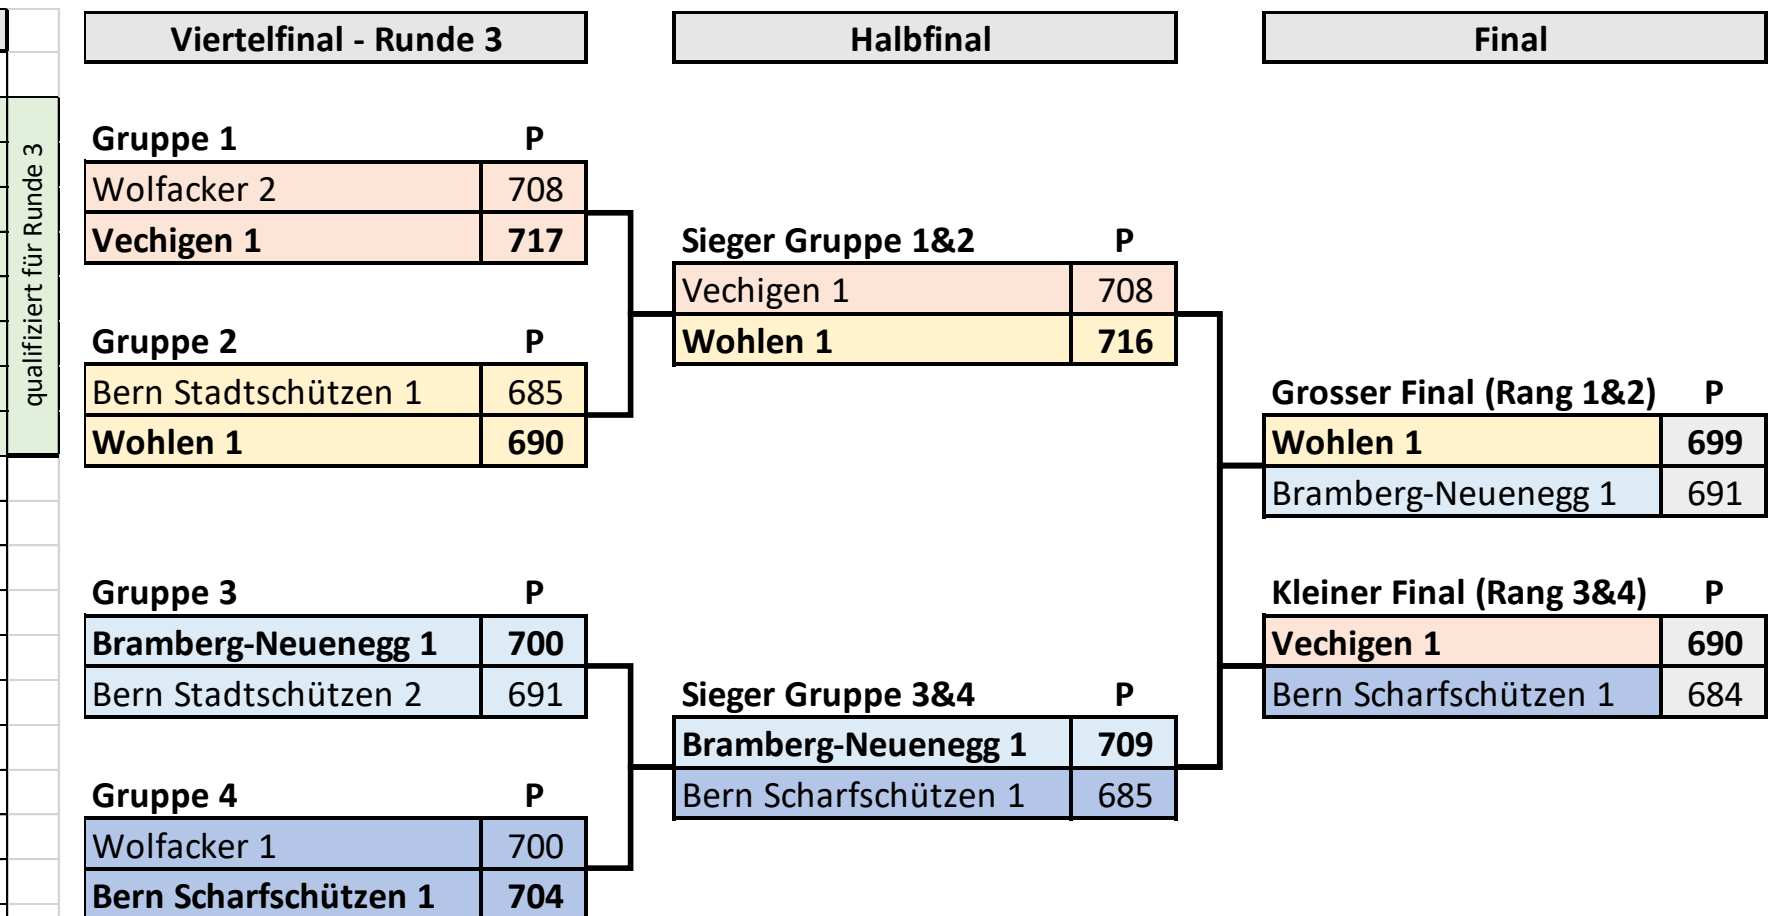 qualifiziert für Runde 3
Viertelfinal - Runde 3
Gruppe 1 P
Wolfacker 2 708
Vechigen 1 717
Gruppe 2 P
Bern Stadtschützen 1 685
Wohlen 1 690
Gruppe 3 P
Bramberg-Neuenegg 1 700
Bern Stadtschützen 2 691
Gruppe 4 P
Wolfacker 1 700
Bern Scharfschützen 1 704
Halbfinal
Sieger Gruppe 1&2 P
Vechigen 1 708
Wohlen 1 716
Sieger Gruppe 3&4 P
Bramberg-Neuenegg 1 709
Bern Scharfschützen 1 685
Final
Grosser Final (Rang 1&2) P
Wohlen 1 699
Bramberg-Neuenegg 1 691
Kleiner Final (Rang 3&4) P
Vechigen 1 690
Bern Scharfschützen 1 684